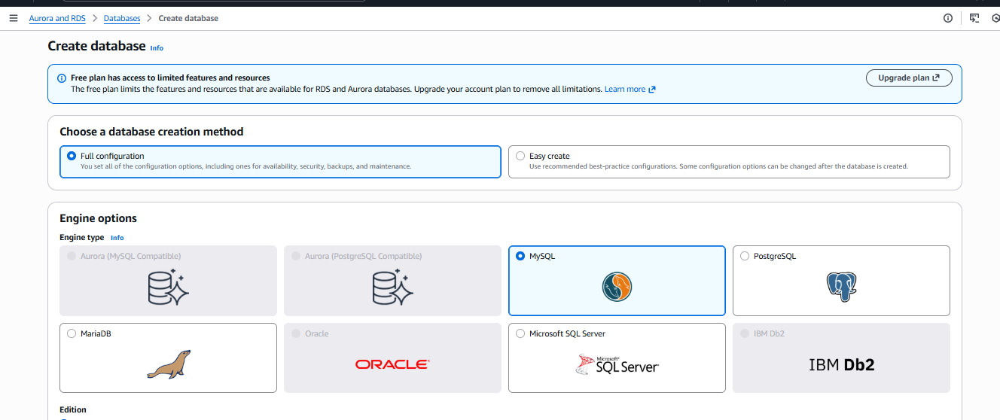 Aurora and RDS > Databases > Create database
Create database Info
Free plan has access to limited features and resources
The free plan limits the features and resources that are available for RDS and Aurora databases. Upgrade your account plan to remove all limitations. Learn more
Upgrade plan
Choose a database creation method
Full configuration
You set all of the configuration options, including ones for availability, security, backups, and maintenance.
Easy create
Use recommended best-practice configurations. Some configuration options can be changed after the database is created.
Engine options
Engine type Info
Aurora (MySQL Compatible)
Aurora (PostgreSQL Compatible)
MySQL
PostgreSQL
MariaDB
Oracle
ORACLE
Microsoft SQL Server
Microsoft
SQL Server
IBM Db2
IBM Db2
Edition